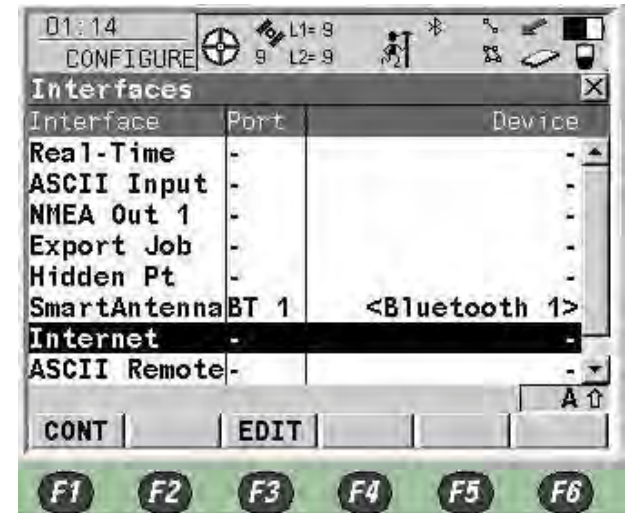 01:14
CONFIGURE
9 L1= 9
L2= 9
Interfaces
Interface Port Device
Real-Time - -
ASCII Input - -
NMEA Out 1 - -
Export Job - -
Hidden Pt - -
SmartAntenna BT 1 <Bluetooth 1>
Internet - -
ASCII Remote - -
A
CONT EDIT
F1 F2 F3 F4 F5 F6